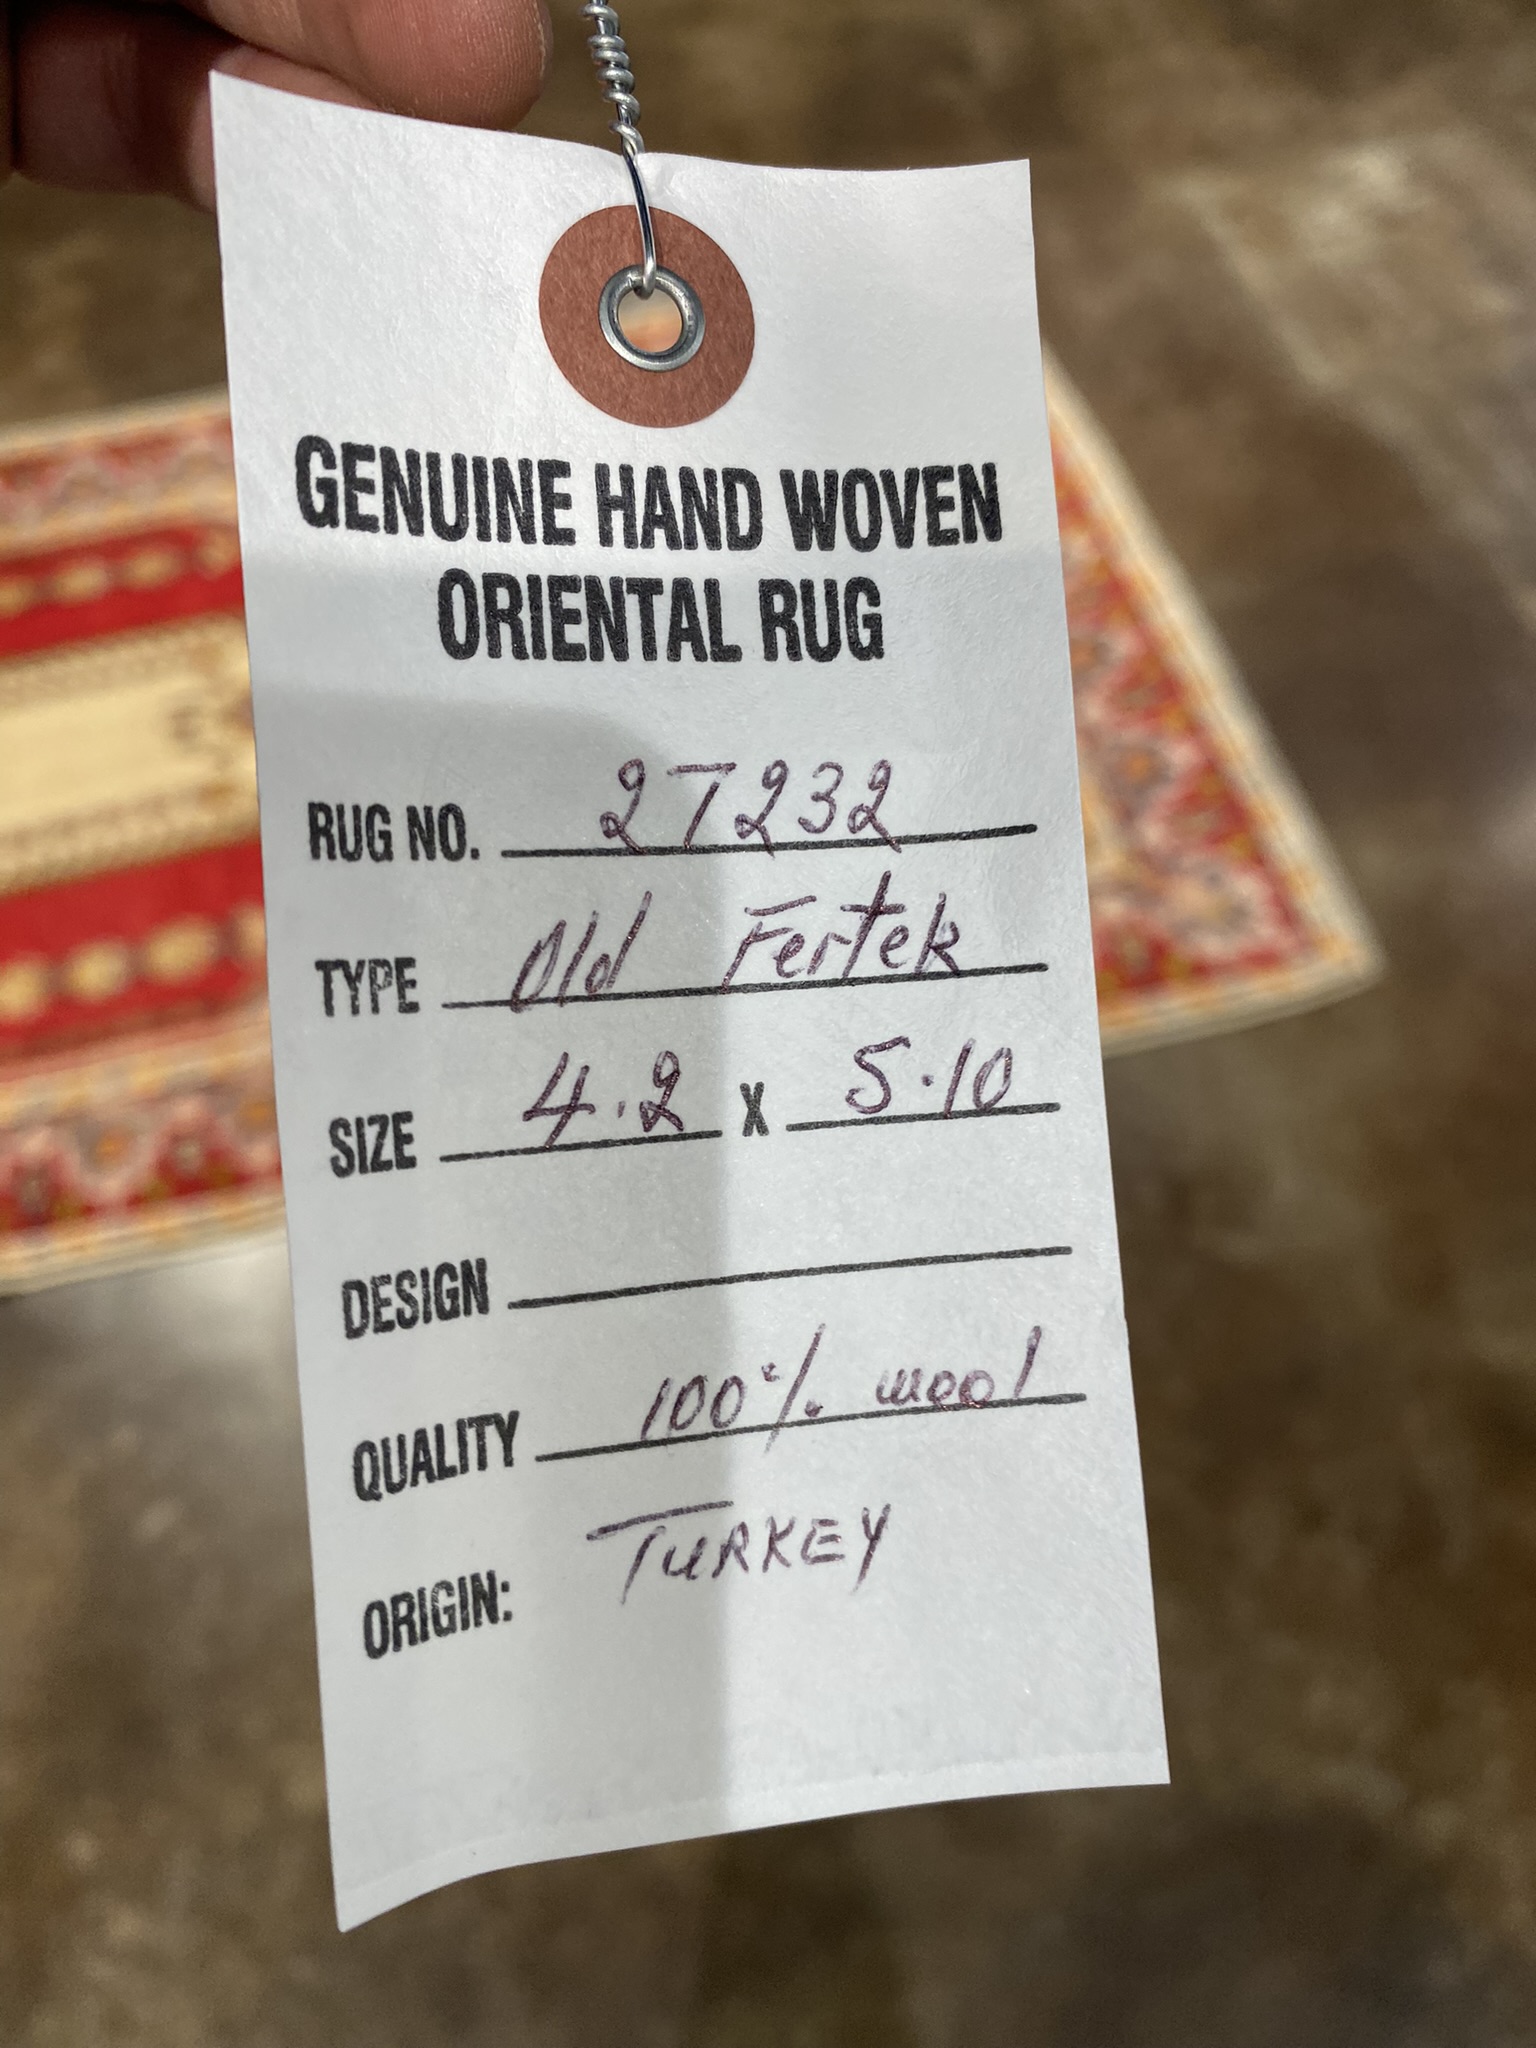 GENUINE HAND WOVEN
ORIENTAL RUG
RUG NO. 27232
TYPE Old Fertek
SIZE 4.2 X 5.10
DESIGN
QUALITY 100% wool
ORIGIN: TURKEY